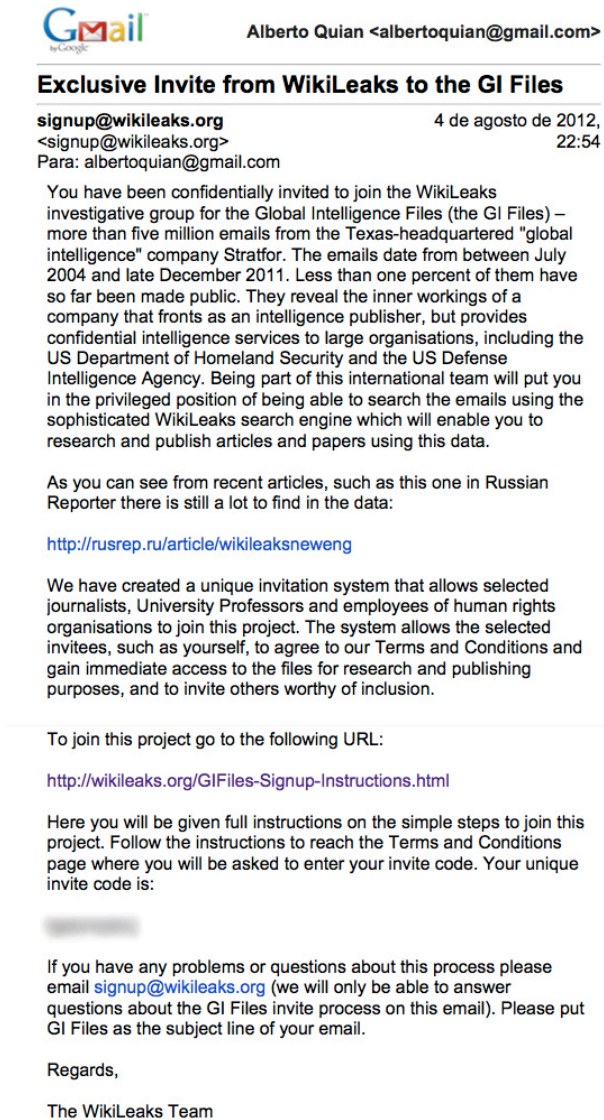 Gmail
by Google
Alberto Quian <albertoquian@gmail.com>
Exclusive Invite from WikiLeaks to the GI Files
signup@wikileaks.org 4 de agosto de 2012,
<signup@wikileaks.org> 22:54
Para: albertoquian@gmail.com
You have been confidentially invited to join the WikiLeaks
investigative group for the Global Intelligence Files (the GI Files) –
more than five million emails from the Texas-headquartered "global
intelligence" company Stratfor. The emails date from between July
2004 and late December 2011. Less than one percent of them have
so far been made public. They reveal the inner workings of a
company that fronts as an intelligence publisher, but provides
confidential intelligence services to large organisations, including the
US Department of Homeland Security and the US Defense
Intelligence Agency. Being part of this international team will put you
in the privileged position of being able to search the emails using the
sophisticated WikiLeaks search engine which will enable you to
research and publish articles and papers using this data.
As you can see from recent articles, such as this one in Russian
Reporter there is still a lot to find in the data:
http://rusrep.ru/article/wikileaksneweng
We have created a unique invitation system that allows selected
journalists, University Professors and employees of human rights
organisations to join this project. The system allows the selected
invitees, such as yourself, to agree to our Terms and Conditions and
gain immediate access to the files for research and publishing
purposes, and to invite others worthy of inclusion.
To join this project go to the following URL:
http://wikileaks.org/GIFiles-Signup-Instructions.html
Here you will be given full instructions on the simple steps to join this
project. Follow the instructions to reach the Terms and Conditions
page where you will be asked to enter your invite code. Your unique
invite code is:
If you have any problems or questions about this process please
email signup@wikileaks.org (we will only be able to answer
questions about the GI Files invite process on this email). Please put
GI Files as the subject line of your email.
Regards,
The WikiLeaks Team